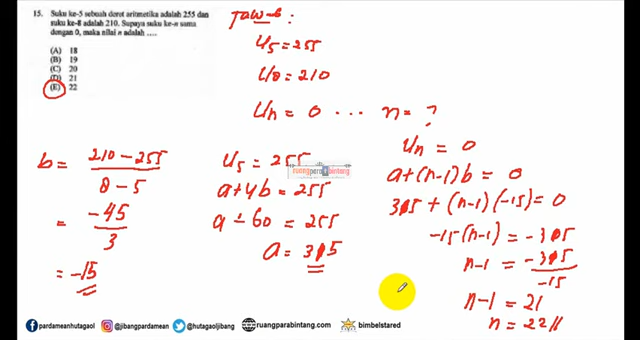 15. Suku ke-5 sebuah deret aritmetika adalah 255 dan
suku ke-8 adalah 210. Supaya suku ke-n sama
dengan 0, maka nilai n adalah ....
(A) 18
(B) 19
(C) 20
(D) 21
(E) 22
Jawab:
U5 = 255
U8 = 210
Un = 0 ... n = ?
b = 210 - 255
8 - 5
= -45
3
= -15
U5 = 255
a + 4b = 255
a - 60 = 255
a = 315
Un = 0
a + (n-1) b = 0
315 + (n-1) (-15) = 0
-15 (n-1) = -315
n-1 = -315
-15
n-1 = 21
n = 22 //
ruangparabintang
pardameanhutagaol
@jibangpardamean
@hutagaoljibang
www
ruangparabintang.com
bimbelstared